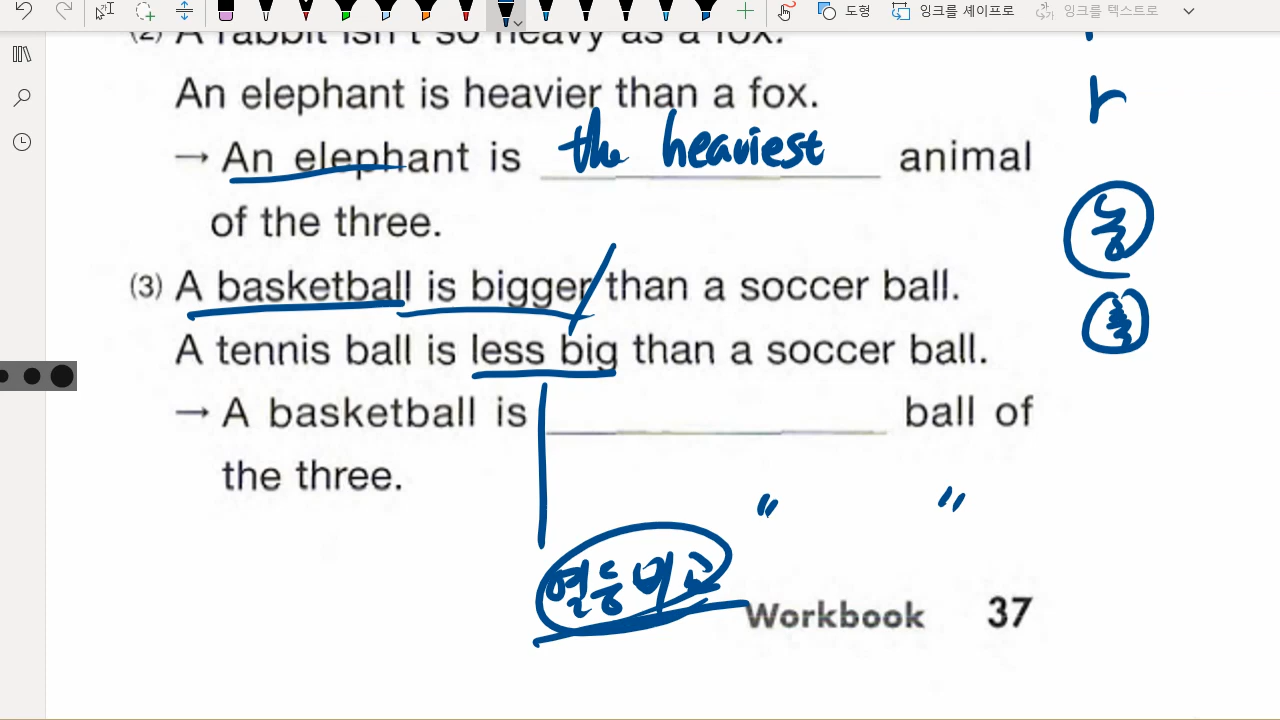 도형 잉크를 셰이프로 잉크를 텍스트로
(2) A rabbit isn't so heavy as a fox.
An elephant is heavier than a fox.
→ An elephant is the heaviest animal
of the three.
(3) A basketball is bigger than a soccer ball.
A tennis ball is less big than a soccer ball.
→ A basketball is ball of
the three.
" "
열등비교
Workbook 37
r